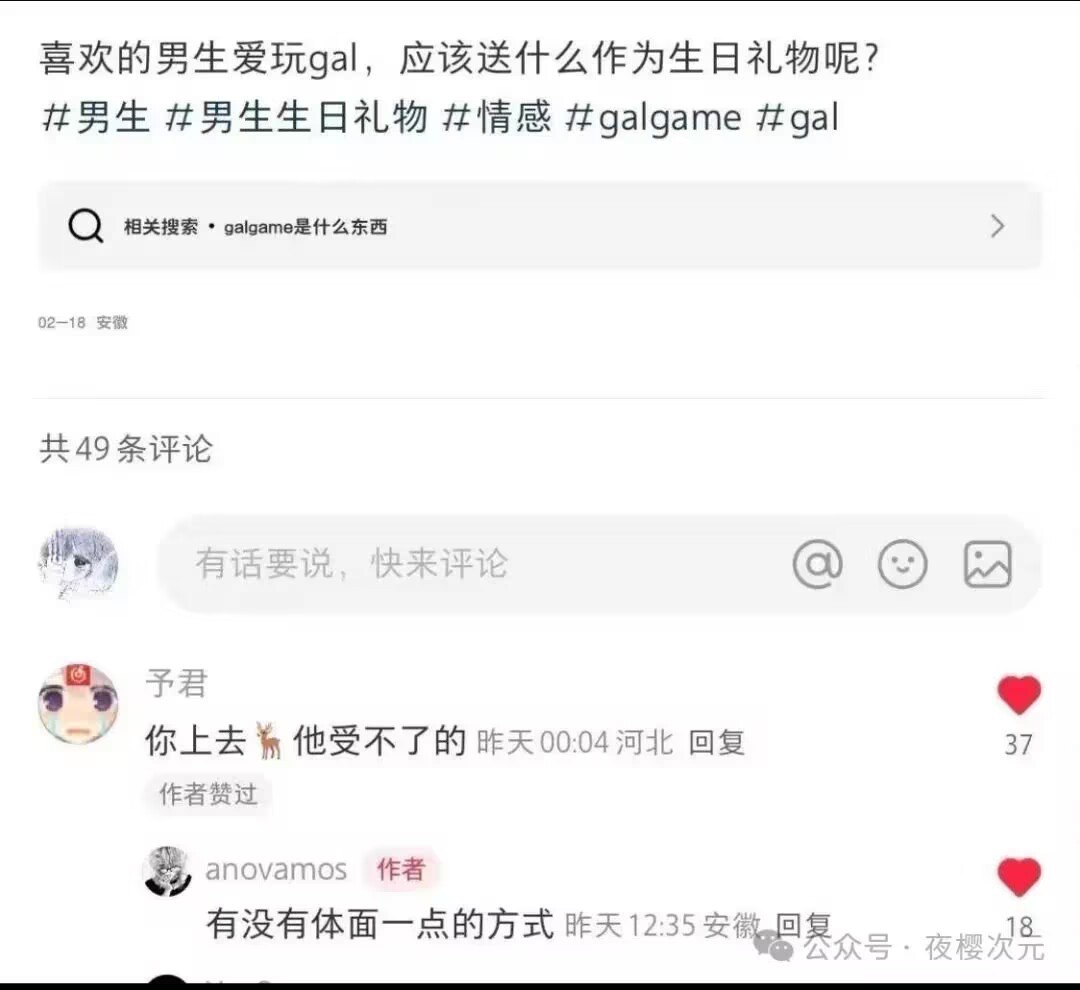 喜欢的男生爱玩gal，应该送什么作为生日礼物呢？
#男生 #男生生日礼物 #情感 #galgame #gal
相关搜索 • galgame是什么东西
02-18 安徽
共49条评论
有话要说，快来评论
予君
你上去🦌他受不了的 昨天00:04 河北 回复
37
作者赞过
anovamos 作者
有没有体面一点的方式 昨天12:35 安徽 回复
18
公众号 · 夜樱次元